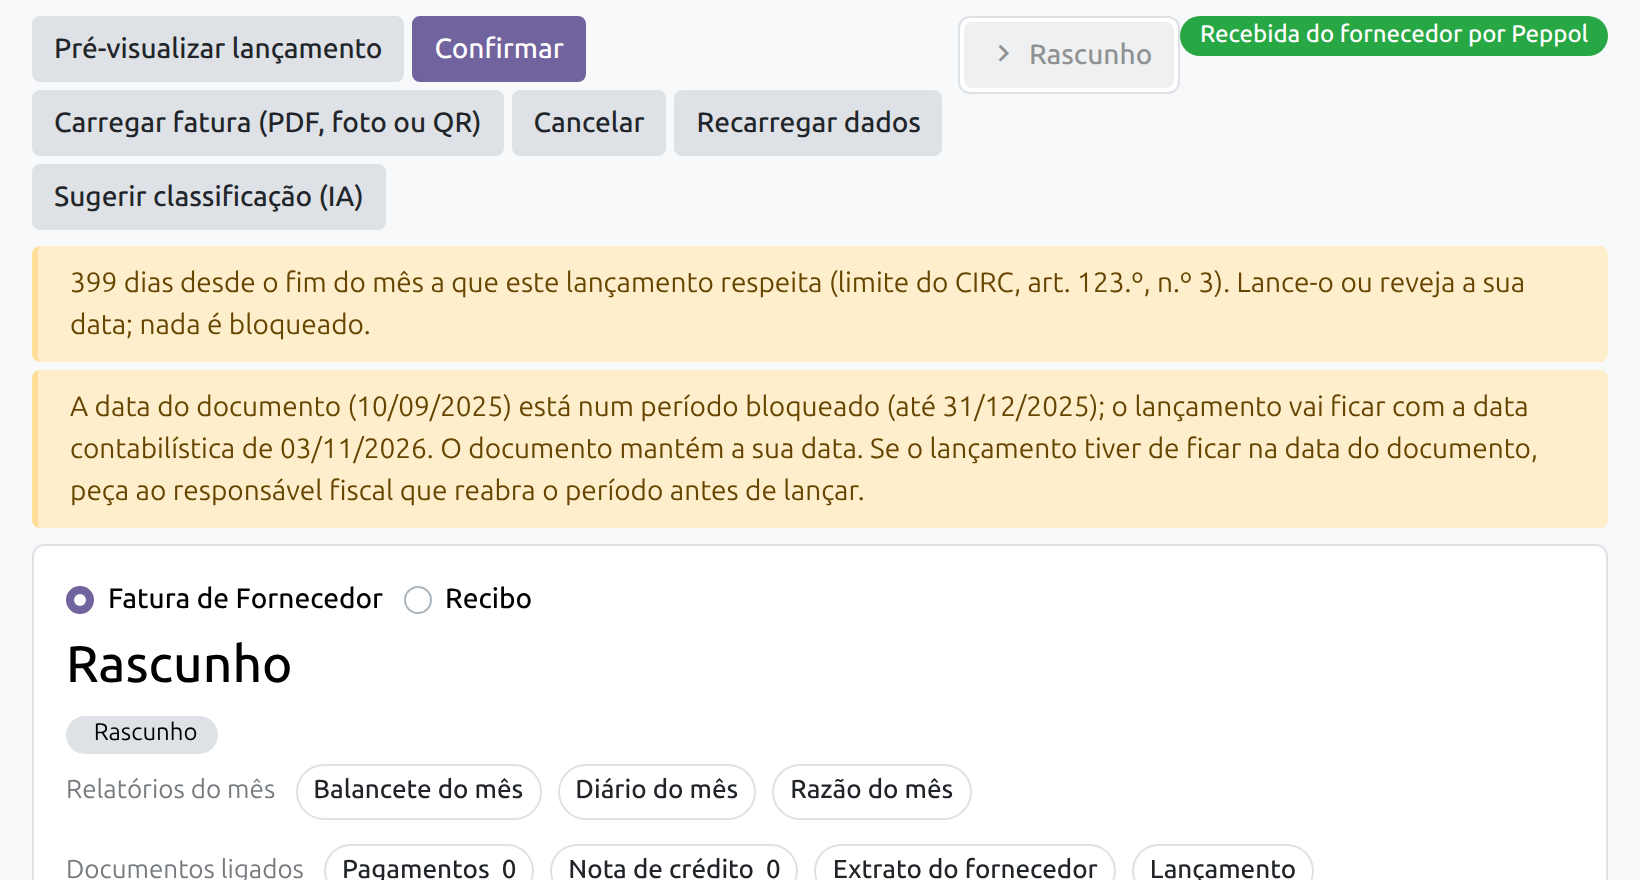 Pré-visualizar lançamento
Confirmar
Rascunho
Recebida do fornecedor por Peppol
Carregar fatura (PDF, foto ou QR)
Cancelar
Recarregar dados
Sugerir classificação (IA)
399 dias desde o fim do mês a que este lançamento respeita (limite do CIRC, art. 123.º, n.º 3). Lance-o ou reveja a sua
data; nada é bloqueado.
A data do documento (10/09/2025) está num período bloqueado (até 31/12/2025); o lançamento vai ficar com a data
contabilística de 03/11/2026. O documento mantém a sua data. Se o lançamento tiver de ficar na data do documento,
peça ao responsável fiscal que reabra o período antes de lançar.
Fatura de Fornecedor
Recibo
Rascunho
Rascunho
Relatórios do mês
Balancete do mês
Diário do mês
Razão do mês
Documentos ligados
Pagamentos 0
Nota de crédito 0
Extrato do fornecedor
Lançamento